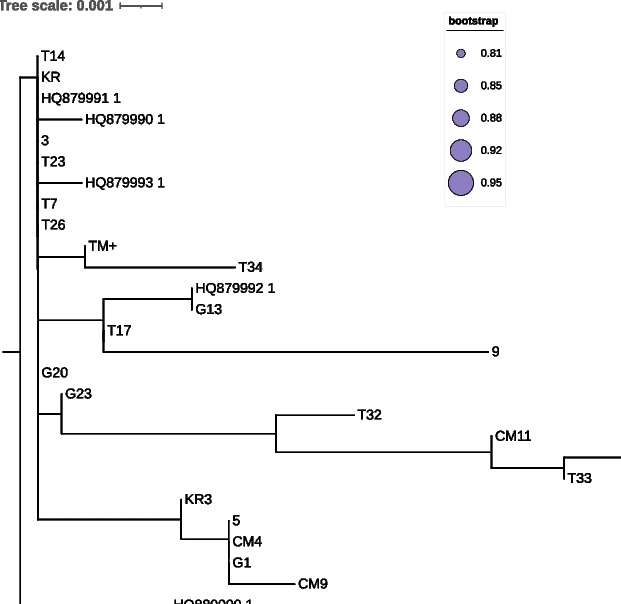 Tree scale: 0.001
bootstrap
0.81
0.85
0.88
0.92
0.95
T14
KR
HQ879991 1
HQ879990 1
3
T23
HQ879993 1
T7
T26
TM+
T34
HQ879992 1
G13
T17
9
G20
G23
T32
CM11
T33
KR3
5
CM4
G1
CM9